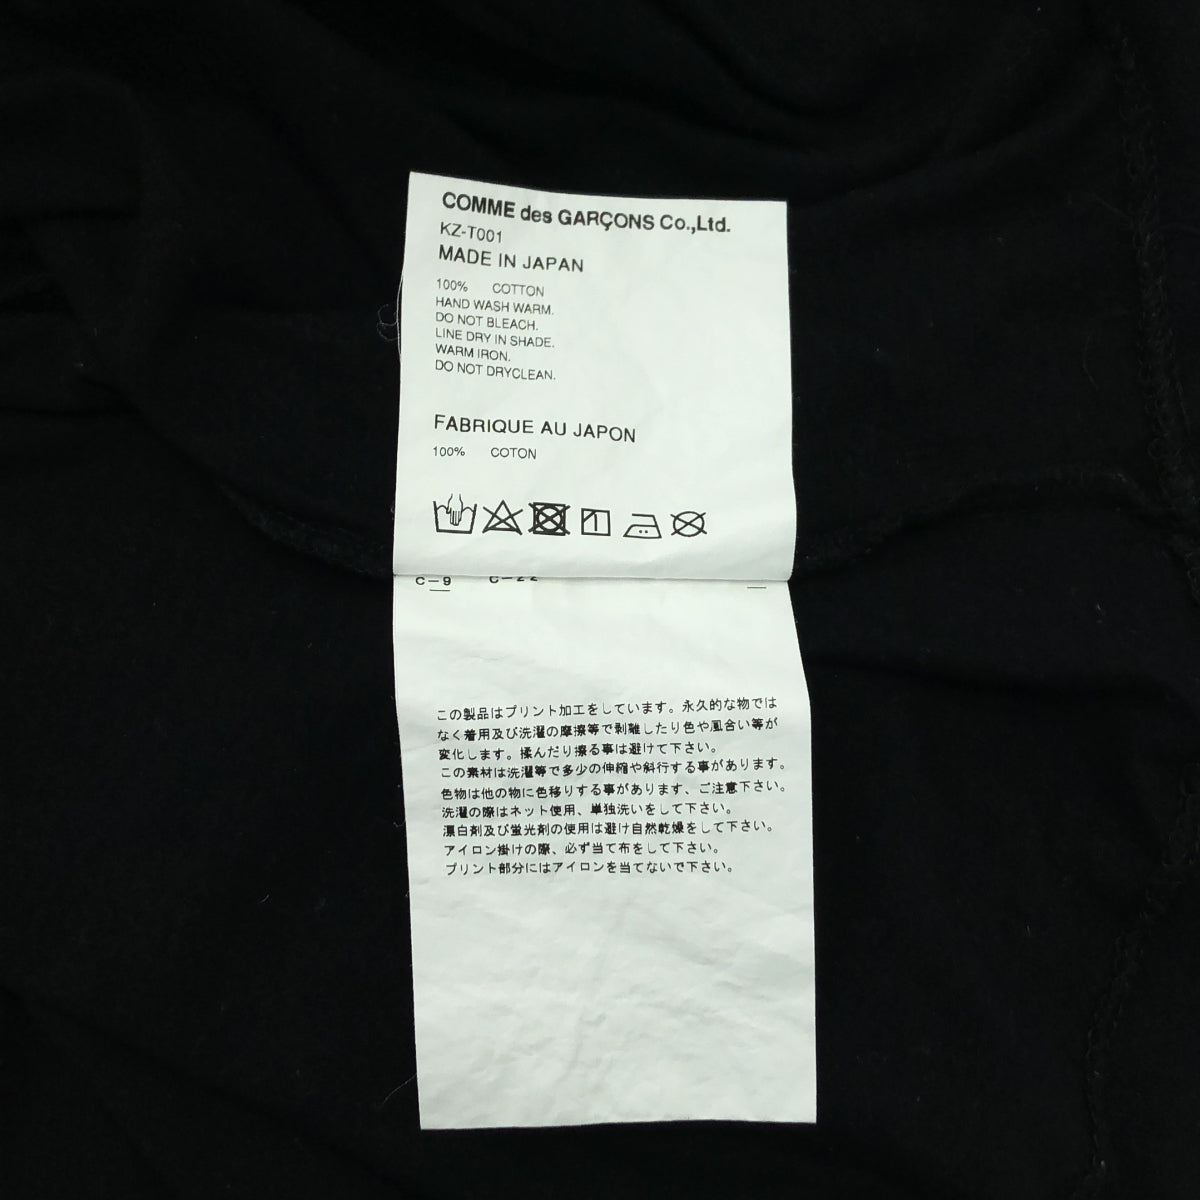 COMME des GARÇONS Co.,Ltd.
KZ-T001
MADE IN JAPAN
100% COTTON
HAND WASH WARM.
DO NOT BLEACH.
LINE DRY IN SHADE.
WARM IRON.
DO NOT DRYCLEAN.
FABRIQUE AU JAPON
100% COTON
C-9 C-22
この製品はプリント加工をしています。永久的な物では
なく着用及び洗濯の摩擦等で剥離したり色や風合い等が
変化します。揉んだり擦る事は避けて下さい。
この素材は洗濯等で多少の伸縮や斜行する事があります。
色物は他の物に色移りする事があります、ご注意下さい。
洗濯の際はネット使用、単独洗いをして下さい。
漂白剤及び蛍光剤の使用は避け自然乾燥をして下さい。
アイロン掛けの際、必ず当て布をして下さい。
プリント部分にはアイロンを当てないで下さい。